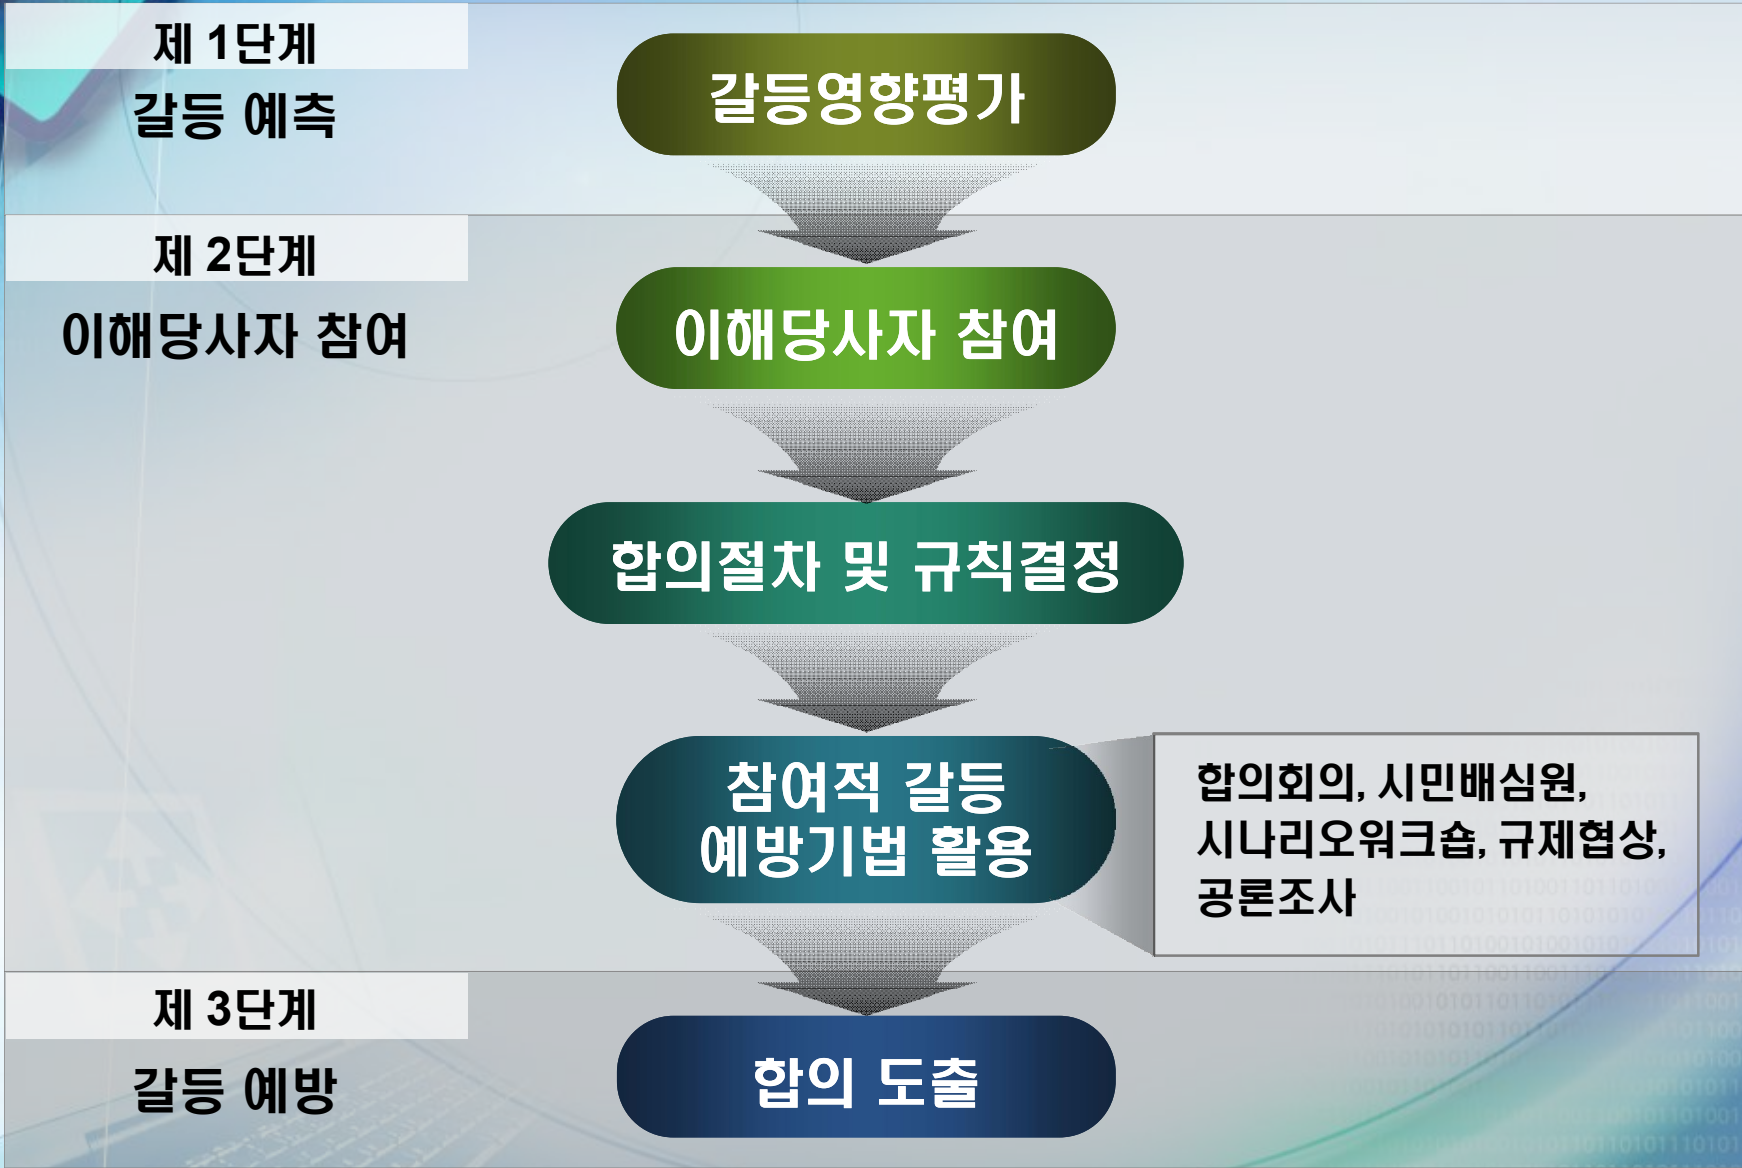 제 1단계
갈등 예측
갈등영향평가
제 2단계
이해당사자 참여
이해당사자 참여
합의절차 및 규칙결정
참여적 갈등
예방기법 활용
합의회의, 시민배심원,
시나리오워크숍, 규제협상,
공론조사
제 3단계
갈등 예방
합의 도출